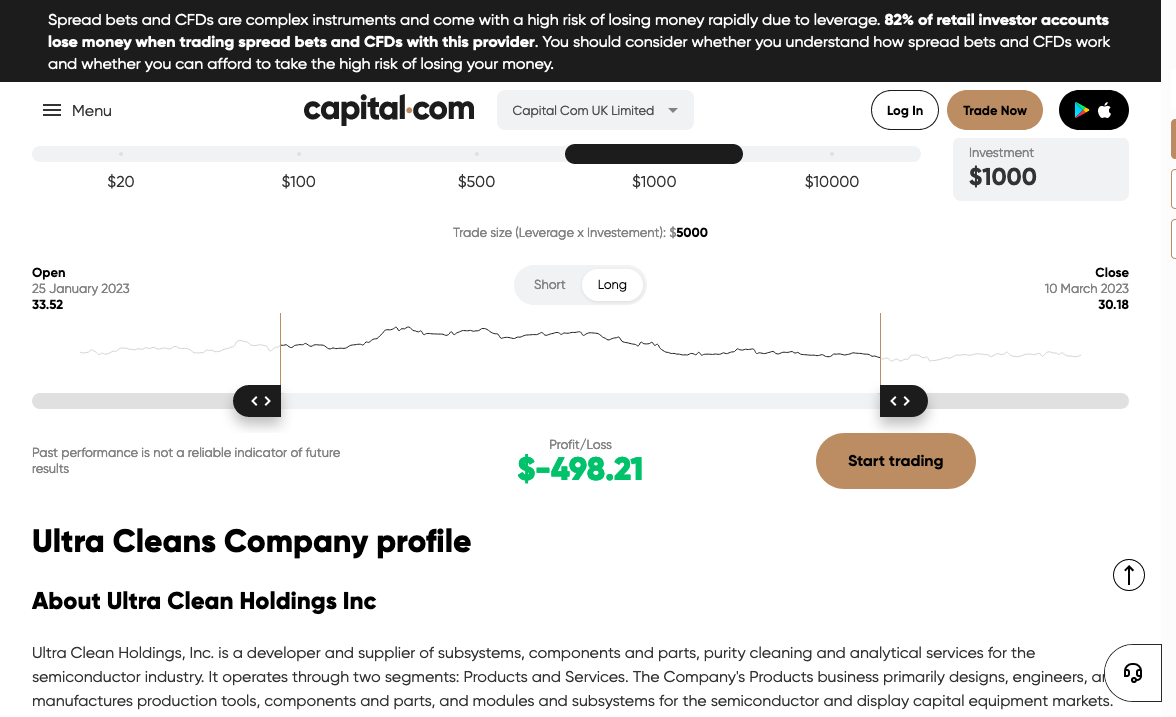 Spread bets and CFDs are complex instruments and come with a high risk of losing money rapidly due to leverage. 82% of retail investor accounts
lose money when trading spread bets and CFDs with this provider. You should consider whether you understand how spread bets and CFDs work
and whether you can afford to take the high risk of losing your money.
Menu
capital.com
Capital Com UK Limited
Log In
Trade Now
$20
$100
$500
$1000
$10000
Investment
$1000
Trade size (Leverage x Investement): $5000
Open
25 January 2023
33.52
Short
Long
Close
10 March 2023
30.18
Past performance is not a reliable indicator of future
results
Profit/Loss
$-498.21
Start trading
Ultra Cleans Company profile
About Ultra Clean Holdings Inc
Ultra Clean Holdings, Inc. is a developer and supplier of subsystems, components and parts, purity cleaning and analytical services for the
semiconductor industry. It operates through two segments: Products and Services. The Company's Products business primarily designs, engineers,
manufactures production tools, components and parts, and modules and subsystems for the semiconductor and display capital equipment markets.